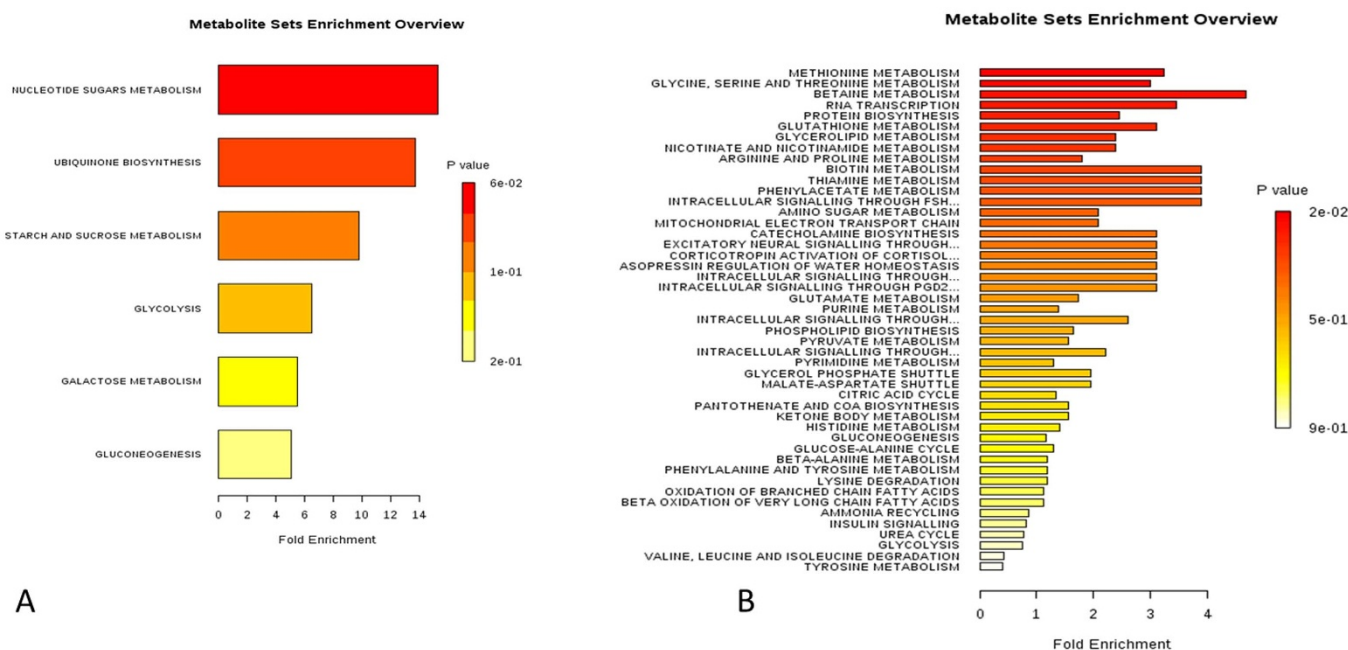 Metabolite Sets Enrichment Overview
NUCLEOTIDE SUGARS METABOLISM
UBIQUINONE BIOSYNTHESIS
STARCH AND SUCROSE METABOLISM
GLYCOLYSIS
GALACTOSE METABOLISM
GLUCONEOGENESIS
0 2 4 6 8 10 12 14
Fold Enrichment
P value
6e-02
1e-01
2e-01
A
Metabolite Sets Enrichment Overview
METHIONINE METABOLISM
GLYCINE, SERINE AND THREONINE METABOLISM
BETAINE METABOLISM
RNA TRANSCRIPTION
PROTEIN BIOSYNTHESIS
GLUTATHIONE METABOLISM
GLYCEROLIPID METABOLISM
NICOTINATE AND NICOTINAMIDE METABOLISM
ARGININE AND PROLINE METABOLISM
BIOTIN METABOLISM
THIAMINE METABOLISM
PHENYLACETATE METABOLISM
INTRACELLULAR SIGNALLING THROUGH FSH...
AMINO SUGAR METABOLISM
MITOCHONDRIAL ELECTRON TRANSPORT CHAIN
CATECHOLAMINE BIOSYNTHESIS
EXCITATORY NEURAL SIGNALLING THROUGH...
CORTICOTROPIN ACTIVATION OF CORTISOL...
ASOPRESSIN REGULATION OF WATER HOMEOSTASIS
INTRACELLULAR SIGNALLING THROUGH...
INTRACELLULAR SIGNALLING THROUGH PGD2...
GLUTAMATE METABOLISM
PURINE METABOLISM
INTRACELLULAR SIGNALLING THROUGH...
PHOSPHOLIPID BIOSYNTHESIS
PYRUVATE METABOLISM
INTRACELLULAR SIGNALLING THROUGH...
PYRIMIDINE METABOLISM
GLYCEROL PHOSPHATE SHUTTLE
MALATE-ASPARTATE SHUTTLE
CITRIC ACID CYCLE
PANTOTHENATE AND COA BIOSYNTHESIS
KETONE BODY METABOLISM
HISTIDINE METABOLISM
GLUCONEOGENESIS
GLUCOSE-ALANINE CYCLE
BETA-ALANINE METABOLISM
PHENYLALANINE AND TYROSINE METABOLISM
LYSINE DEGRADATION
OXIDATION OF BRANCHED CHAIN FATTY ACIDS
BETA OXIDATION OF VERY LONG CHAIN FATTY ACIDS
AMMONIA RECYCLING
INSULIN SIGNALLING
UREA CYCLE
GLYCOLYSIS
VALINE, LEUCINE AND ISOLEUCINE DEGRADATION
TYROSINE METABOLISM
0 1 2 3 4
Fold Enrichment
P value
2e-02
5e-01
9e-01
B